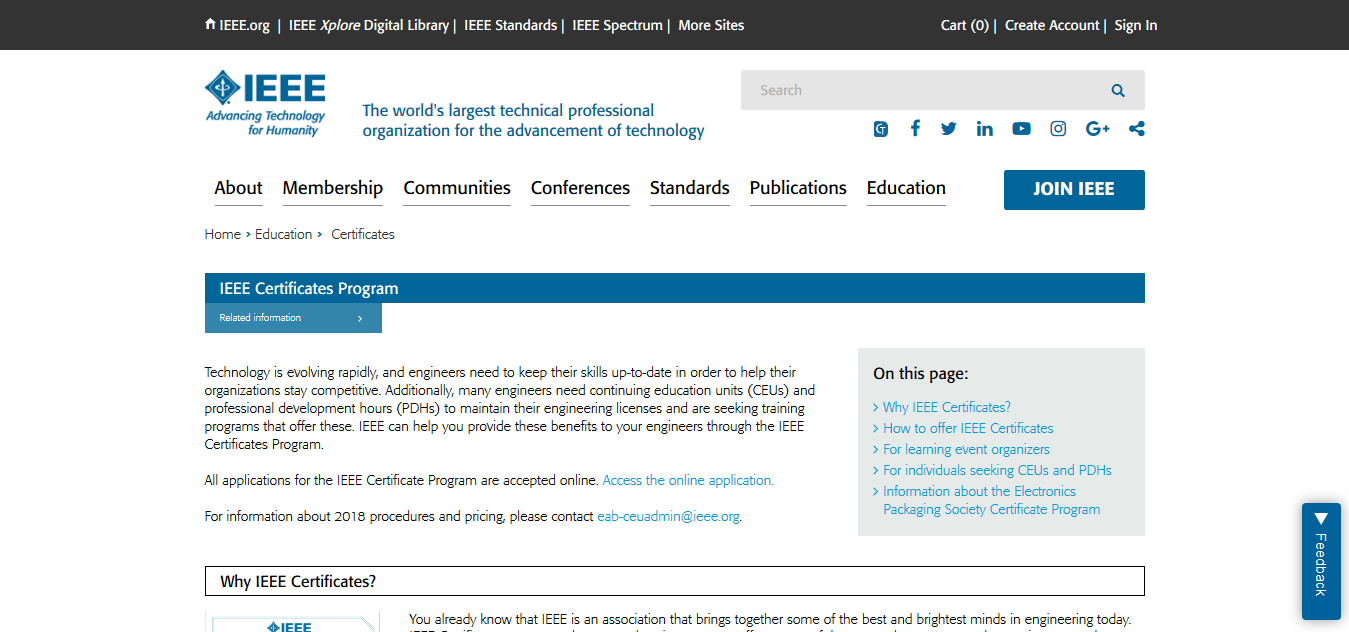 IEEE.org | IEEE Xplore Digital Library | IEEE Standards | IEEE Spectrum | More Sites
Cart (0) | Create Account | Sign In
IEEE
Advancing Technology
for Humanity
The world's largest technical professional
organization for the advancement of technology
Search
About Membership Communities Conferences Standards Publications Education
JOIN IEEE
Home › Education › Certificates
IEEE Certificates Program
Related information ›
Technology is evolving rapidly, and engineers need to keep their skills up-to-date in order to help their
organizations stay competitive. Additionally, many engineers need continuing education units (CEUs) and
professional development hours (PDHs) to maintain their engineering licenses and are seeking training
programs that offer these. IEEE can help you provide these benefits to your engineers through the IEEE
Certificates Program.
All applications for the IEEE Certificate Program are accepted online. Access the online application.
For information about 2018 procedures and pricing, please contact eab-ceuadmin@ieee.org.
On this page:
› Why IEEE Certificates?
› How to offer IEEE Certificates
› For learning event organizers
› For individuals seeking CEUs and PDHs
› Information about the Electronics
Packaging Society Certificate Program
Feedback
Why IEEE Certificates?
IEEE
You already know that IEEE is an association that brings together some of the best and brightest minds in engineering today.